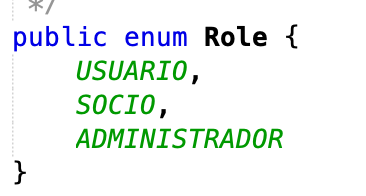 */
public enum Role {
    USUARIO,
    SOCIO,
    ADMINISTRADOR
}